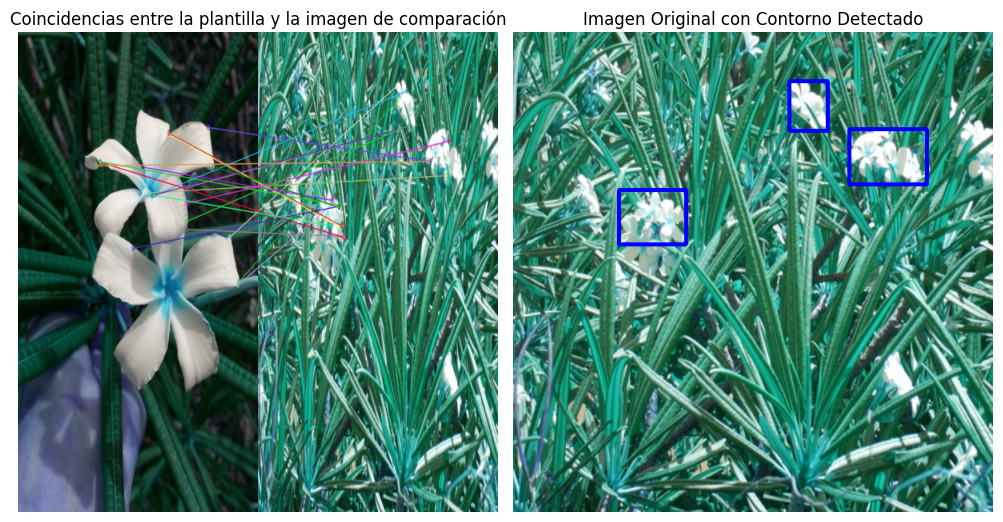 Coincidencias entre la plantilla y la imagen de comparación
Imagen Original con Contorno Detectado